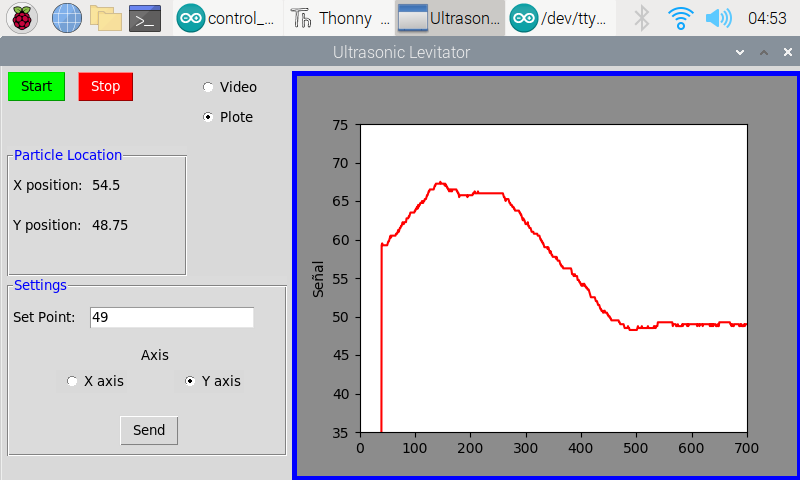 control_... Thonny ... Ultrason... /dev/tty... 04:53
Ultrasonic Levitator
Start Stop
Video
Plote
Particle Location
X position: 54.5
Y position: 48.75
Settings
Set Point: 49
Axis
X axis Y axis
Send
Señal
75
70
65
60
55
50
45
40
35
0 100 200 300 400 500 600 700